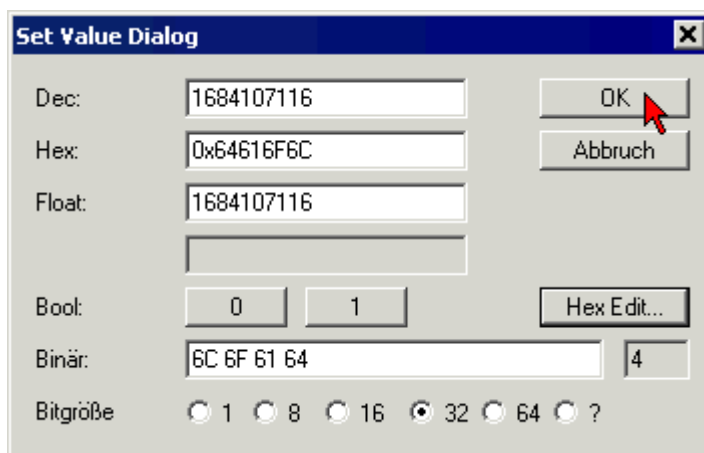 Set Value Dialog
Dec: 1684107116 OK
Hex: 0x64616F6C Abbruch
Float: 1684107116
Bool: 0 1 Hex Edit...
Binär: 6C 6F 61 64 4
Bitgröße 1 8 16 32 64 ?